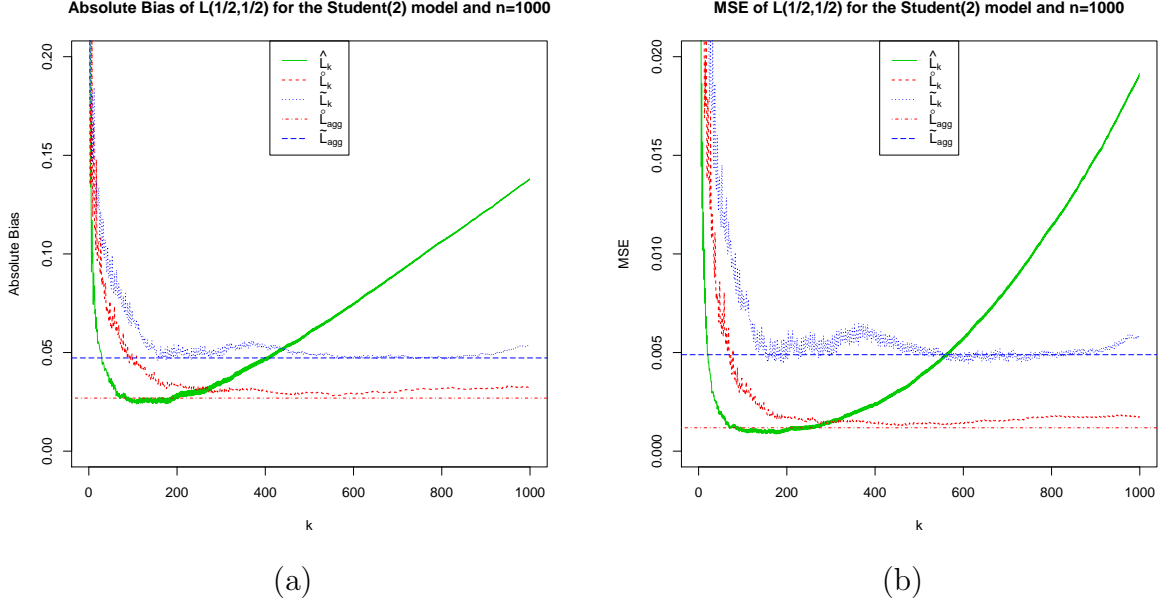 Absolute Bias of L(1/2,1/2) for the Student(2) model and n=1000
0.20
0.15
0.10
0.05
0.00
Absolute Bias
L̂k
L̊k
L̃k
L̊agg
L̃agg
0 200 400 600 800 1000
k
(a)
MSE of L(1/2,1/2) for the Student(2) model and n=1000
0.020
0.015
0.010
0.005
0.000
MSE
L̂k
L̊k
L̃k
L̊agg
L̃agg
0 200 400 600 800 1000
k
(b)